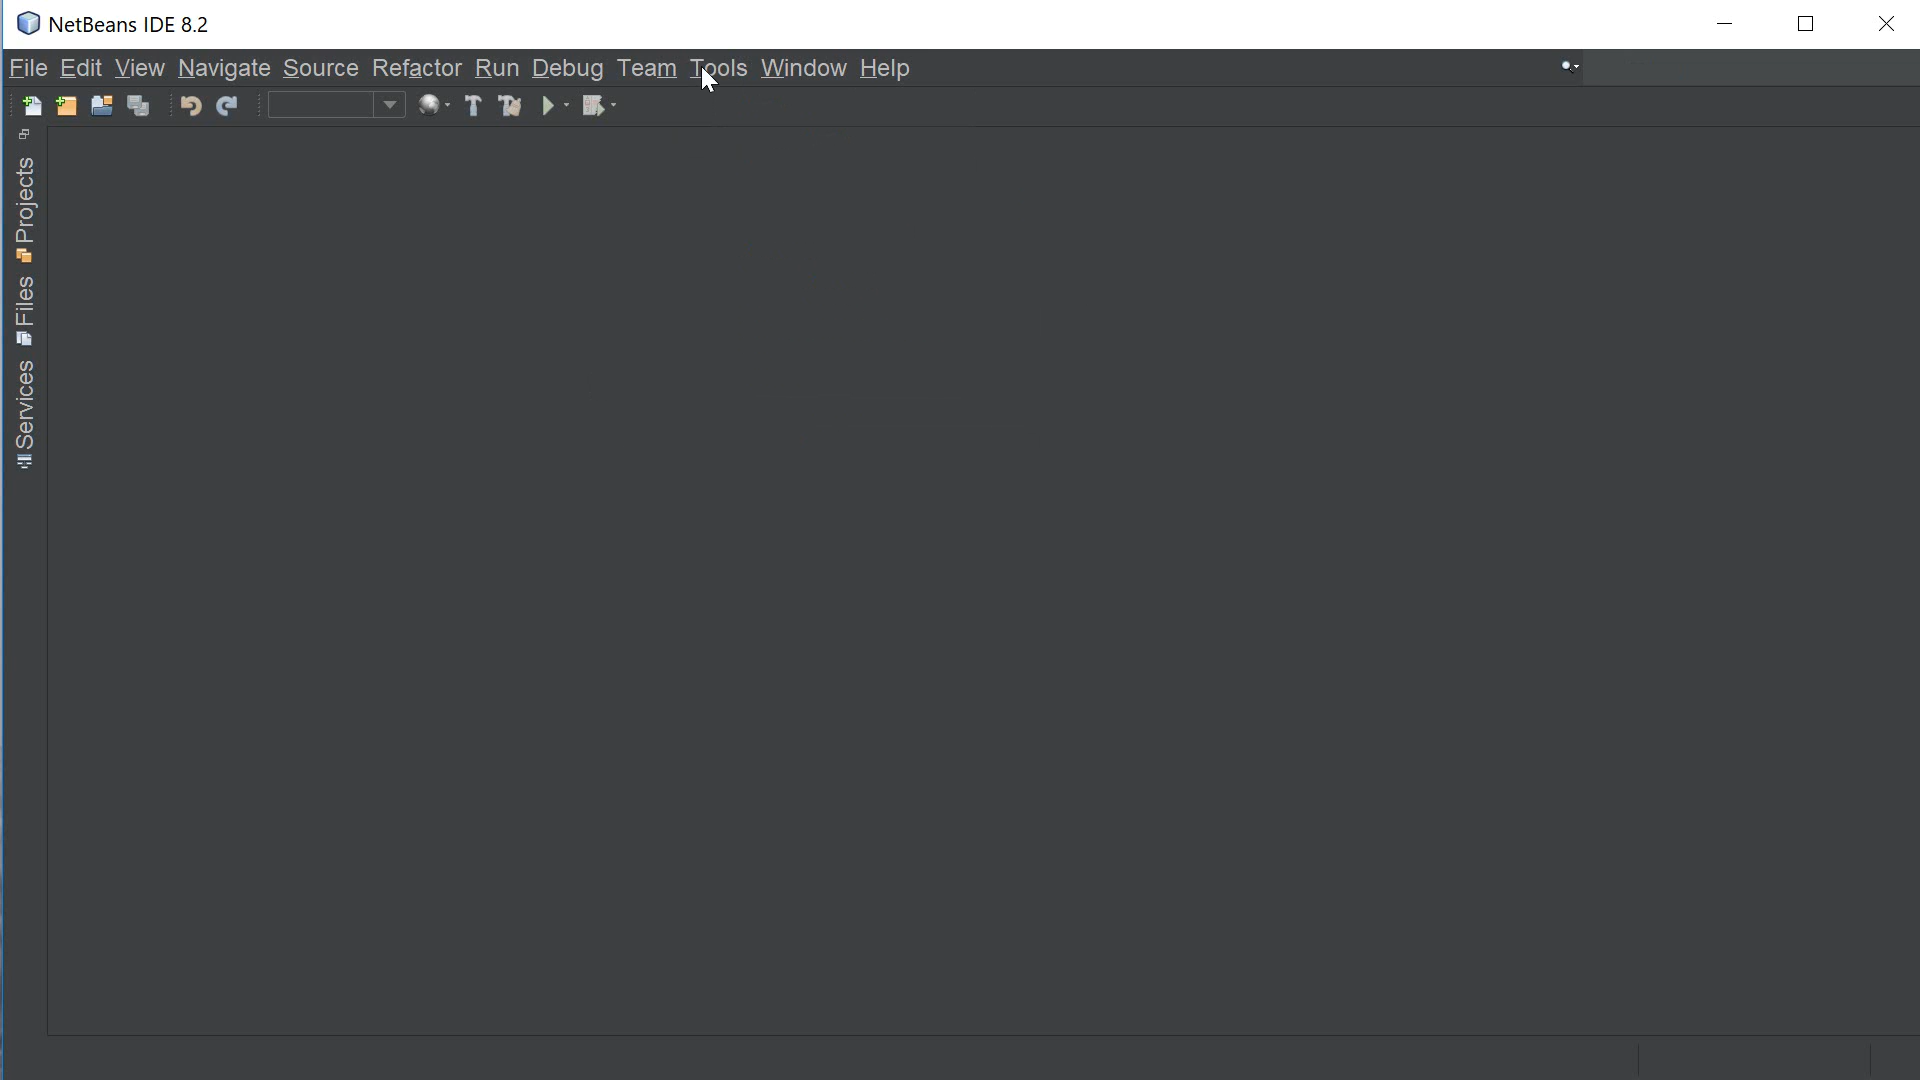 NetBeans IDE 8.2
File Edit View Navigate Source Refactor Run Debug Team Tools Window Help
Projects
Files
Services